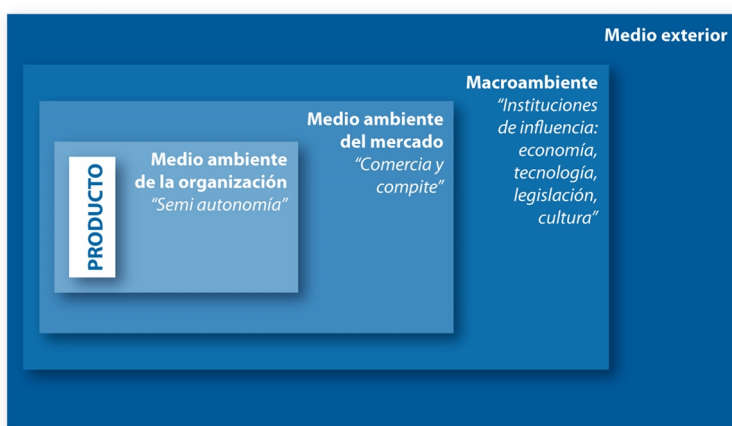 Medio exterior
Macroambiente
“Instituciones
de influencia:
economía,
tecnología,
legislación,
cultura”
Medio ambiente
del mercado
“Comercia y
compite”
Medio ambiente
de la organización
“Semi autonomía”
PRODUCTO